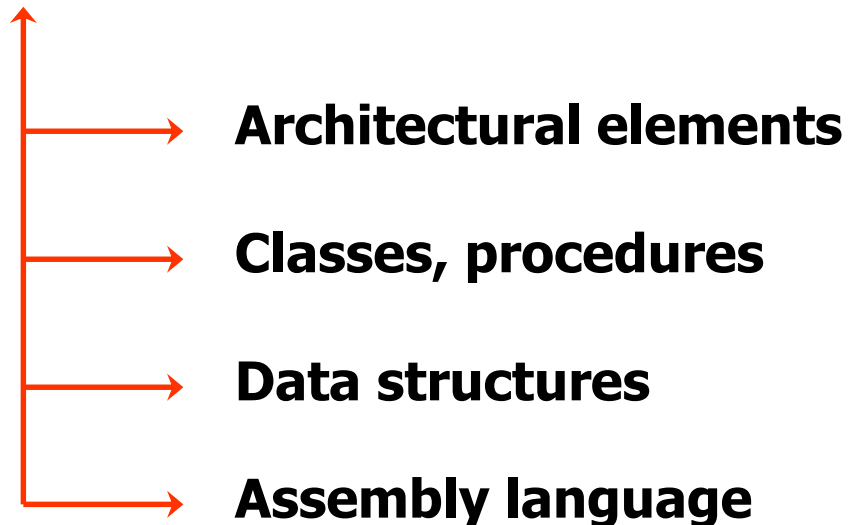 Architectural elements
Classes, procedures
Data structures
Assembly language